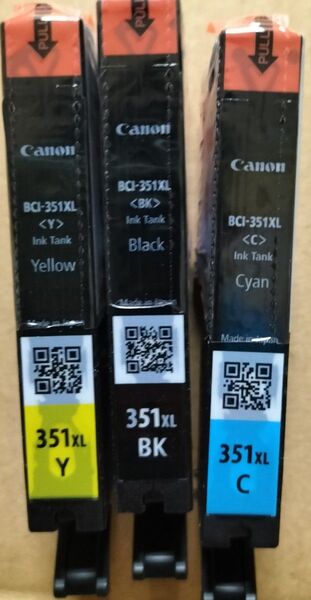 PULL
Canon
BCI-351XL
<Y>
Ink Tank
Yellow
Made in Japan
351XL
Y
PULL
Canon
BCI-351XL
<BK>
Ink Tank
Black
Made in Japan
351XL
BK
PULL
Canon
BCI-351XL
<C>
Ink Tank
Cyan
Made in Japan
351XL
C